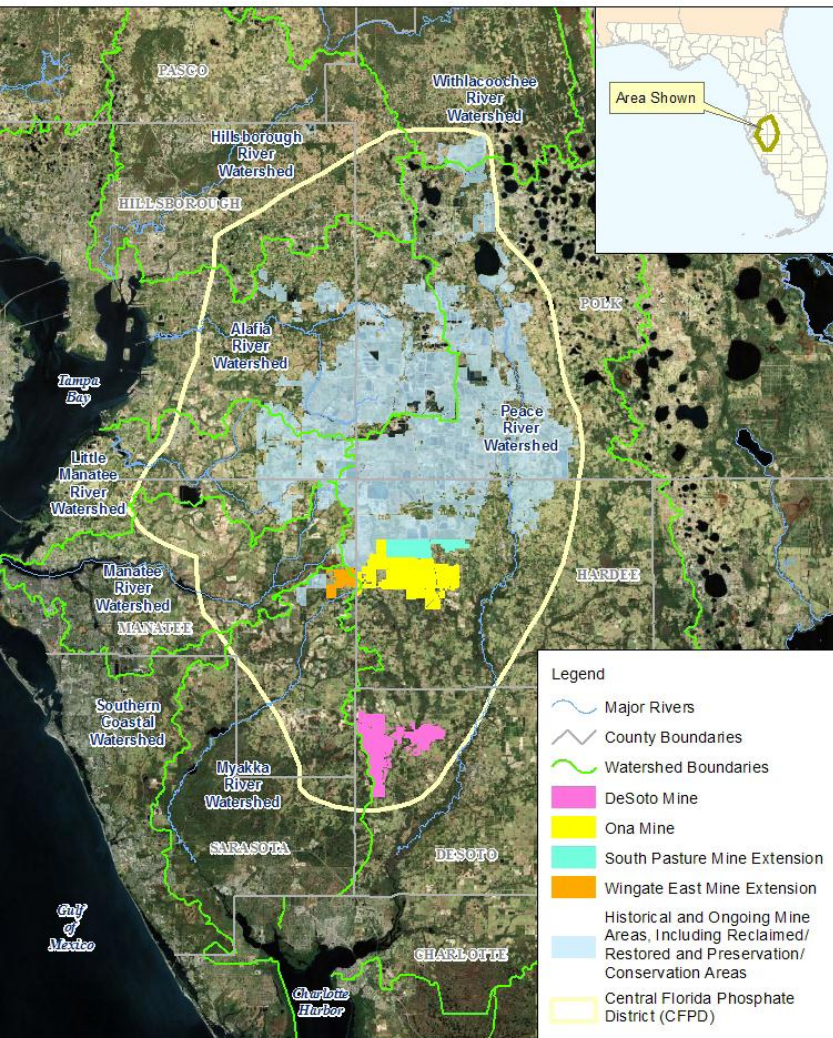 PASCO
Withlacoochee
River
Watershed
Area Shown
Hillsborough
River
Watershed
HILLSBOROUGH
POLK
Alafia
River
Watershed
Tampa
Bay
Peace
River
Watershed
Little
Manatee
River
Watershed
Manatee
River
Watershed
HARDEE
MANATEE
Southern
Coastal
Watershed
Myakka
River
Watershed
SARASOTA
DESOTO
Gulf
of
Mexico
CHARLOTTE
Charlotte
Harbor
Legend
Major Rivers
County Boundaries
Watershed Boundaries
DeSoto Mine
Ona Mine
South Pasture Mine Extension
Wingate East Mine Extension
Historical and Ongoing Mine
Areas, Including Reclaimed/
Restored and Preservation/
Conservation Areas
Central Florida Phosphate
District (CFPD)